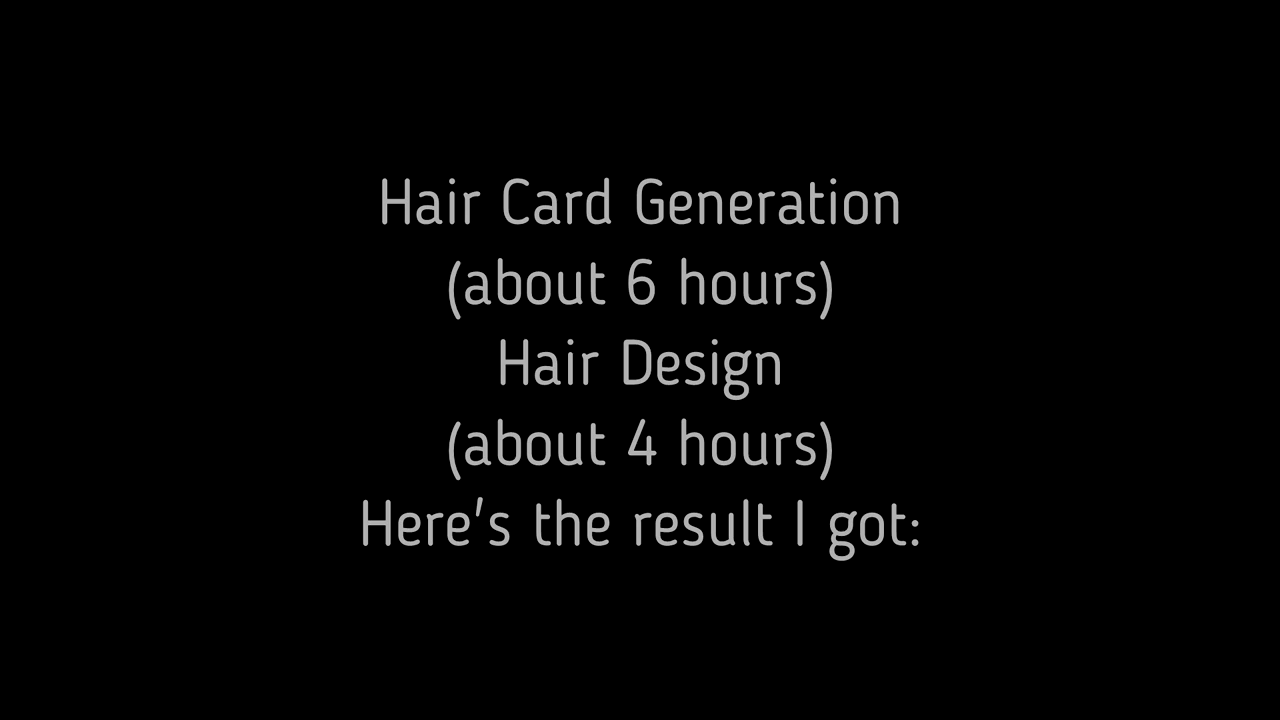 Hair Card Generation
(about 6 hours)
Hair Design
(about 4 hours)
Here's the result I got: